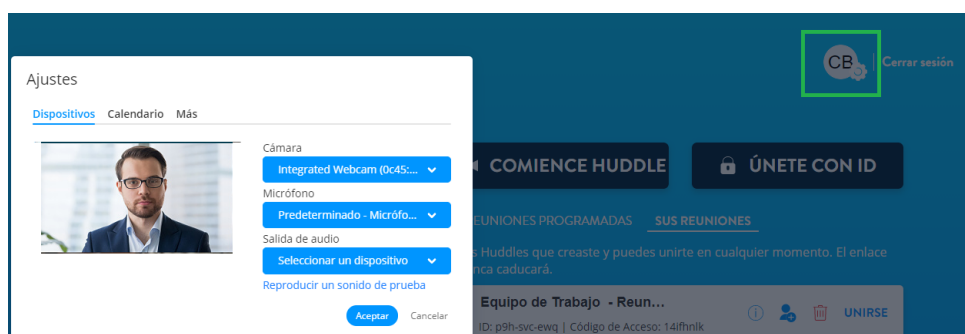 CB
Cerrar sesión
Ajustes
Dispositivos Calendario Más
Cámara
Integrated Webcam (0c45:...
Micrófono
Predeterminado - Micrófo...
Salida de audio
Seleccionar un dispositivo
Reproducir un sonido de prueba
Aceptar Cancelar
COMIENCE HUDDLE
ÚNETE CON ID
EUNIONES PROGRAMADAS SUS REUNIONES
s Huddles que creaste y puedes unirte en cualquier momento. El enlace
nca caducará.
Equipo de Trabajo - Reun...
ID: p9h-svc-ewq | Código de Acceso: 14ifhnlk
UNIRSE